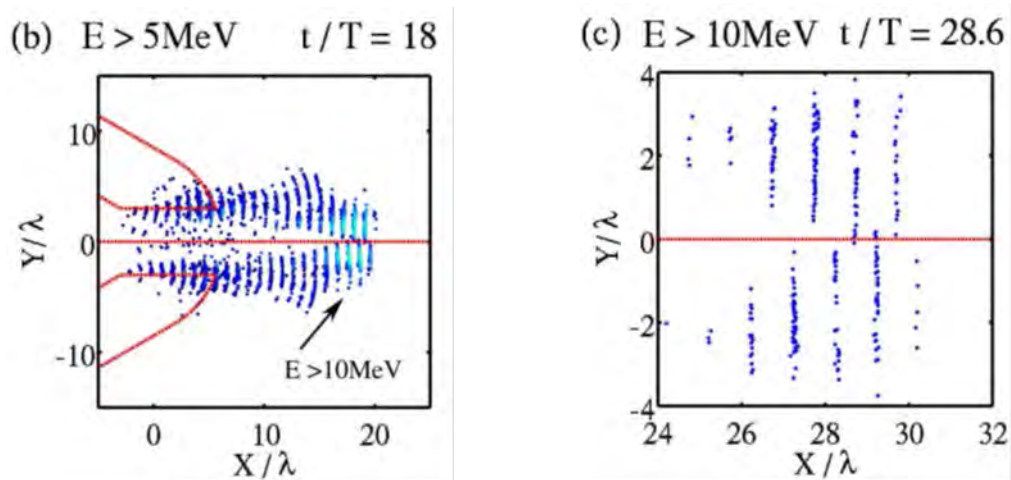 (b) E > 5MeV t / T = 18
10
0
-10
Y/λ
E >10MeV
0 10 20
X / λ
(c) E > 10MeV t / T = 28.6
4
2
0
-2
-4
Y/λ
24 26 28 30 32
X / λ